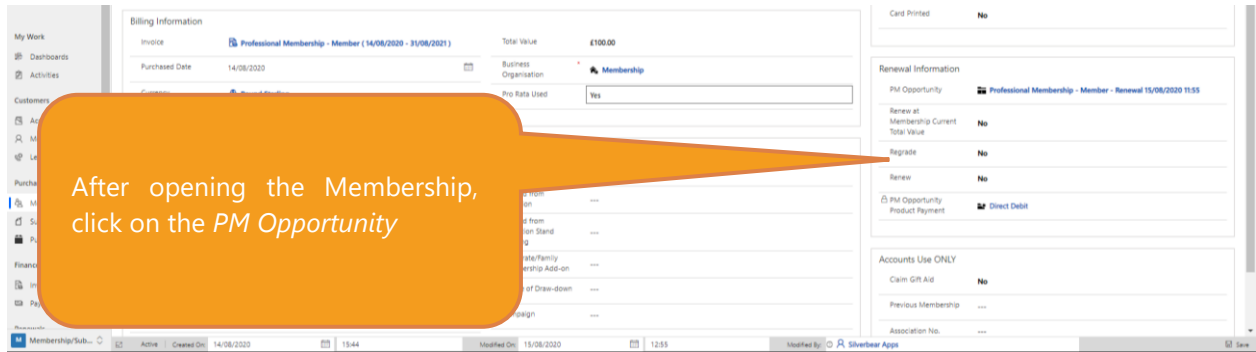 Card Printed No
Billing Information
My Work
Invoice Professional Membership - Member ( 14/08/2020 - 31/08/2021 ) Total Value £100.00
Dashboards
Purchased Date 14/08/2020 Business Organisation * Membership
Renewal Information
Activities
Pro Rata Used Yes
PM Opportunity Professional Membership - Member - Renewal 15/08/2020 11:55
Customers
Renew at Membership Current Total Value No
Regrade No
Renew No
PM Opportunity Product Payment Direct Debit
After opening the Membership,
click on the PM Opportunity
Accounts Use ONLY
Claim Gift Aid No
Previous Membership ---
of Draw-down ---
Association No. ---
Membership/Sub...
Active Created On: 14/08/2020 15:44 Modified On: 15/08/2020 12:55 Modified By: Silverbear Apps Save